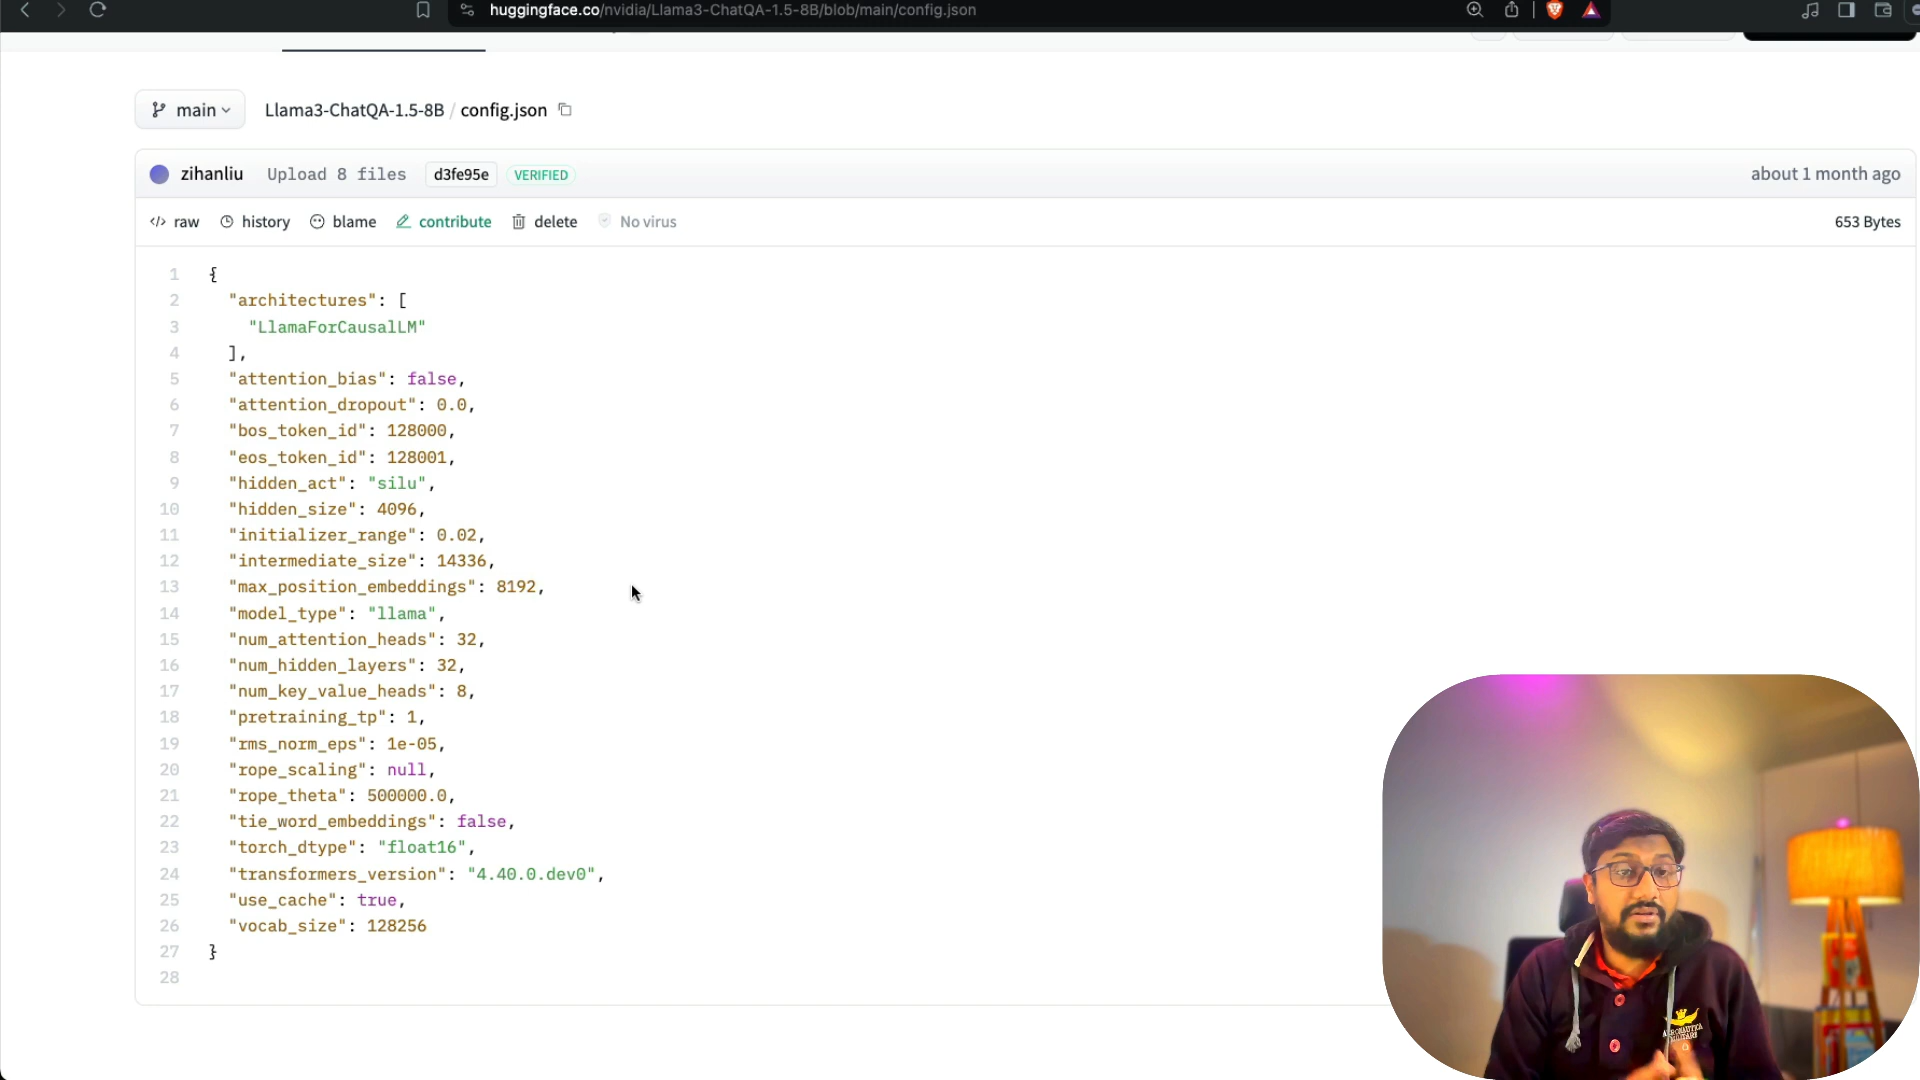 huggingface.co/nvidia/Llama3-ChatQA-1.5-8B/blob/main/config.json
main Llama3-ChatQA-1.5-8B / config.json
zihanliu Upload 8 files d3fe95e VERIFIED about 1 month ago
</> raw history blame contribute delete No virus 653 Bytes
1 {
2 "architectures": [
3 "LlamaForCausalLM"
4 ],
5 "attention_bias": false,
6 "attention_dropout": 0.0,
7 "bos_token_id": 128000,
8 "eos_token_id": 128001,
9 "hidden_act": "silu",
10 "hidden_size": 4096,
11 "initializer_range": 0.02,
12 "intermediate_size": 14336,
13 "max_position_embeddings": 8192,
14 "model_type": "llama",
15 "num_attention_heads": 32,
16 "num_hidden_layers": 32,
17 "num_key_value_heads": 8,
18 "pretraining_tp": 1,
19 "rms_norm_eps": 1e-05,
20 "rope_scaling": null,
21 "rope_theta": 500000.0,
22 "tie_word_embeddings": false,
23 "torch_dtype": "float16",
24 "transformers_version": "4.40.0.dev0",
25 "use_cache": true,
26 "vocab_size": 128256
27 }
28